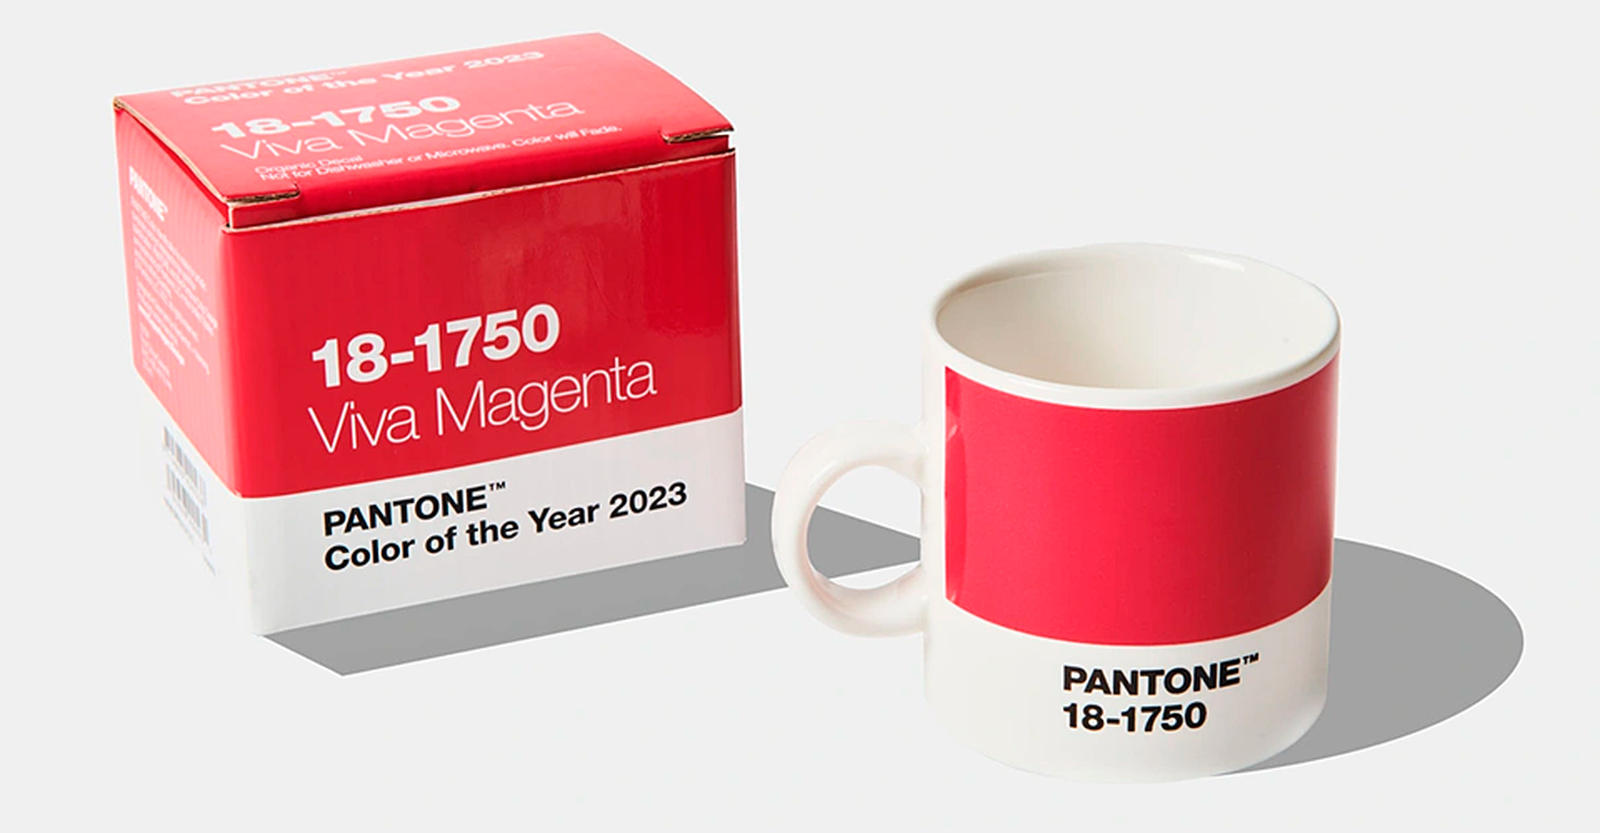 PANTONE™
Color of the Year 2023
18-1750
Viva Magenta
Organic Decal
Not for Dishwasher or Microwave. Color will Fade.
PANTONE™
18-1750
Viva Magenta
PANTONE™
Color of the Year 2023
PANTONE™
18-1750